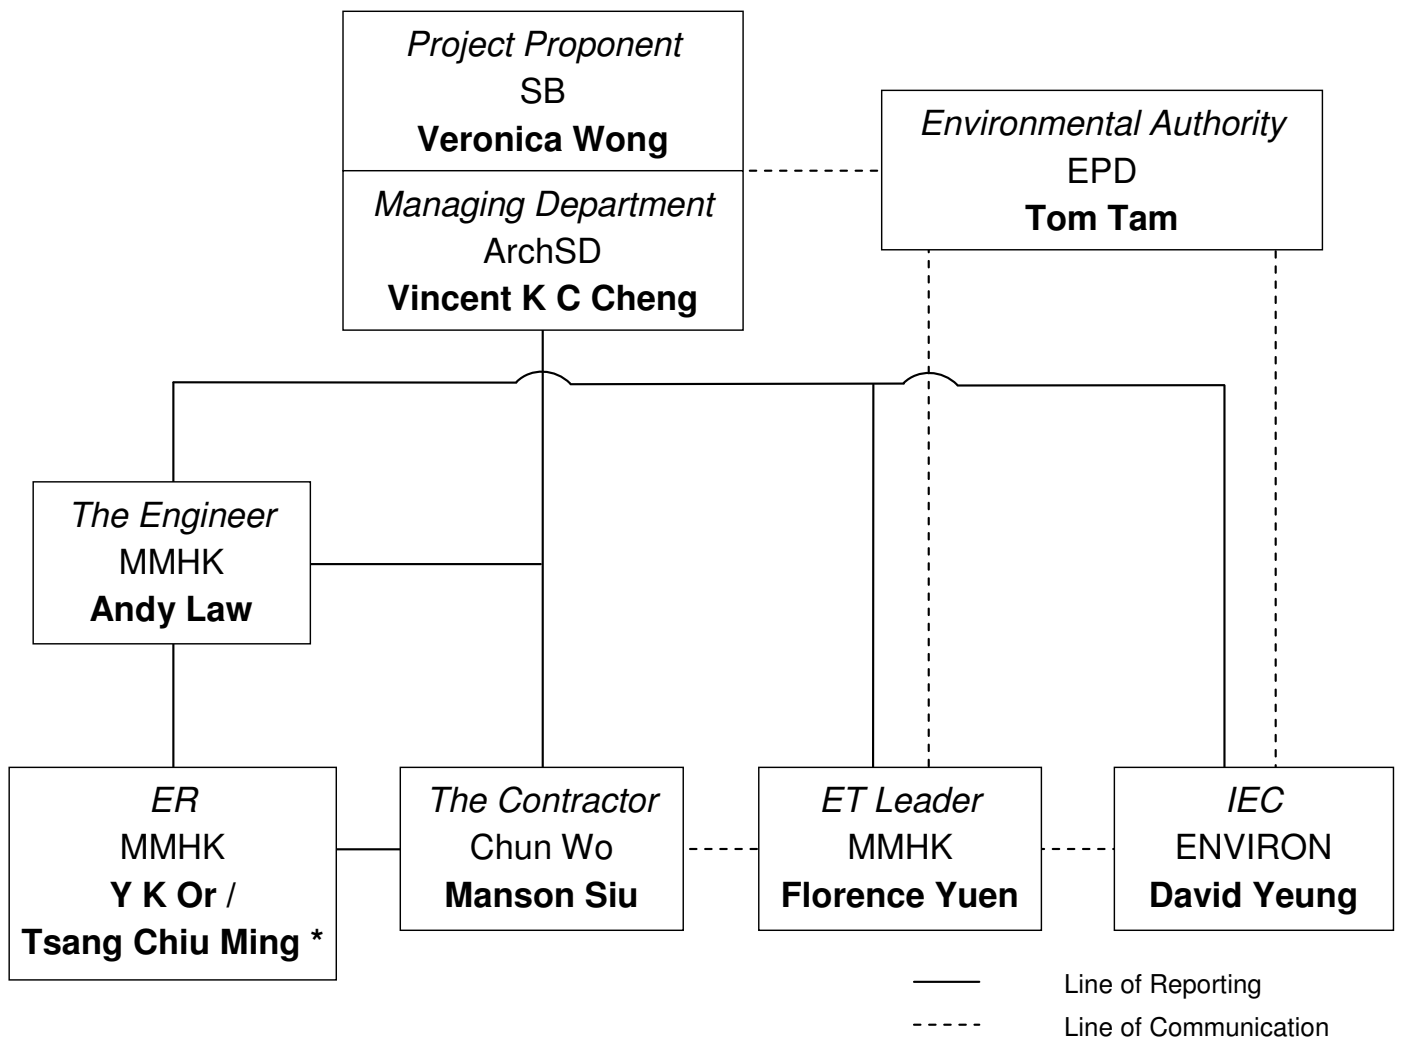 Project Proponent
SB
Veronica Wong
Managing Department
ArchSD
Vincent K C Cheng
Environmental Authority
EPD
Tom Tam
The Engineer
MMHK
Andy Law
ER
MMHK
Y K Or /
Tsang Chiu Ming *
The Contractor
Chun Wo
Manson Siu
ET Leader
MMHK
Florence Yuen
IEC
ENVIRON
David Yeung
Line of Reporting
Line of Communication